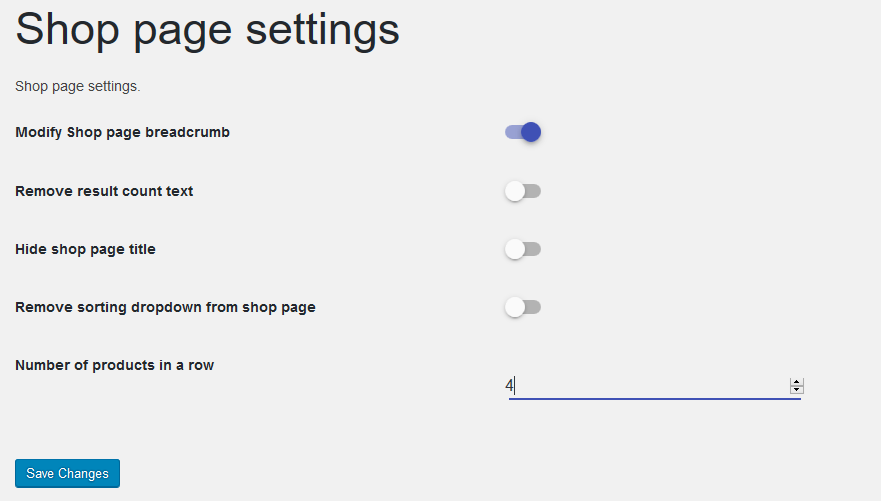 Shop page settings
Shop page settings.
Modify Shop page breadcrumb
Remove result count text
Hide shop page title
Remove sorting dropdown from shop page
Number of products in a row
4
Save Changes